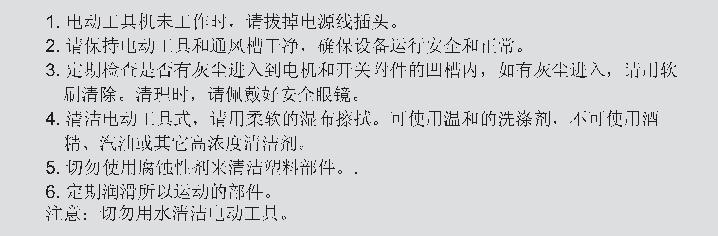 1. 电动工具机未工作时，请拔掉电源线插头。
2. 请保持电动工具和通风槽干净，确保设备运行安全和正常。
3. 定期检查是否有灰尘进入到电机和开关附件的凹槽内，如有灰尘进入，请用软
刷清除。清理时，请佩戴好安全眼镜。
4. 清洁电动工具式，请用柔软的湿布擦拭。可使用温和的洗涤剂，不可使用酒
精、汽油或其它高浓度清洁剂。
5. 切勿使用腐蚀性剂来清洁塑料部件。.
6. 定期润滑所以运动的部件。
注意：切勿用水清洁电动工具。